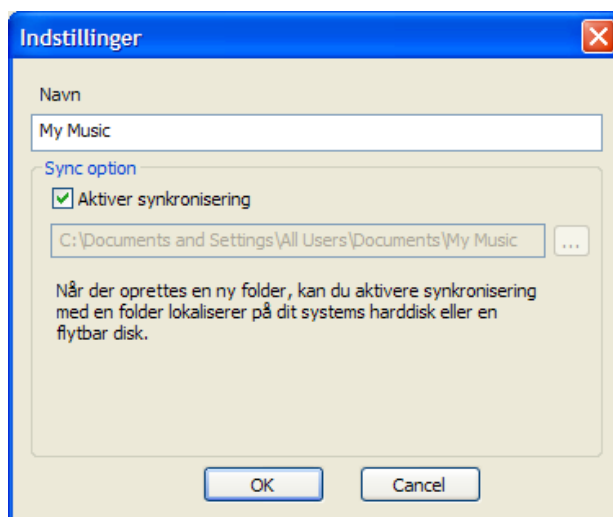 Indstillinger
Navn
My Music
Sync option
Aktiver synkronisering
C:\Documents and Settings\All Users\Documents\My Music
...
Når der oprettes en ny folder, kan du aktivere synkronisering
med en folder lokaliserer på dit systems harddisk eller en
flytbar disk.
OK
Cancel